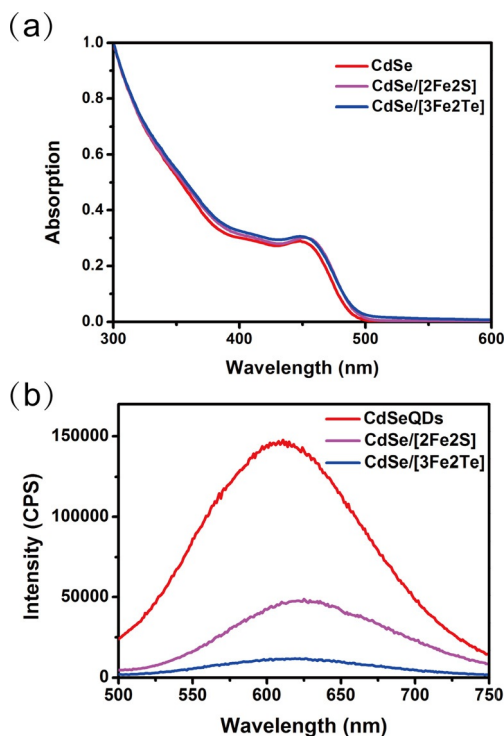 (a)
1.0
0.8
0.6
0.4
0.2
0.0
Absorption
CdSe
CdSe/[2Fe2S]
CdSe/[3Fe2Te]
300 400 500 600
Wavelength (nm)
(b)
150000
100000
50000
0
Intensity (CPS)
CdSeQDs
CdSe/[2Fe2S]
CdSe/[3Fe2Te]
500 550 600 650 700 750
Wavelength (nm)